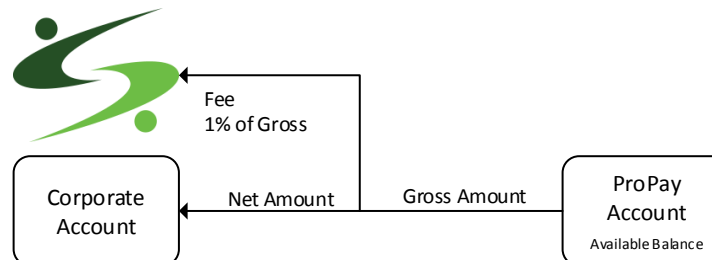 Fee
1% of Gross
Corporate
Account
Net Amount
Gross Amount
ProPay
Account
Available Balance